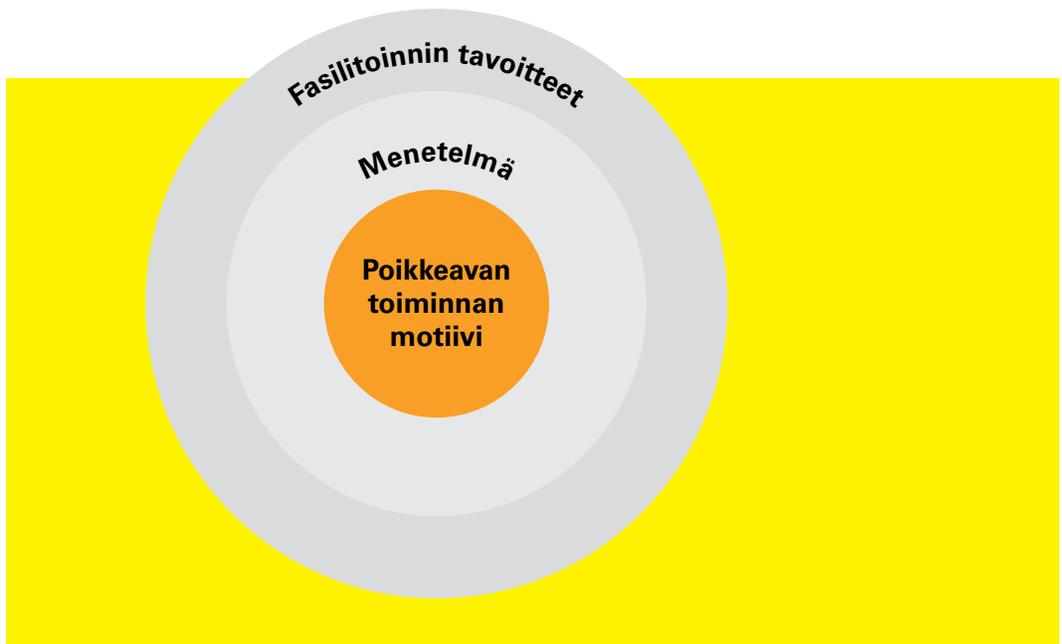 Fasilitoinnin tavoitteet
Menetelmä
Poikkeavan
toiminnan
motiivi